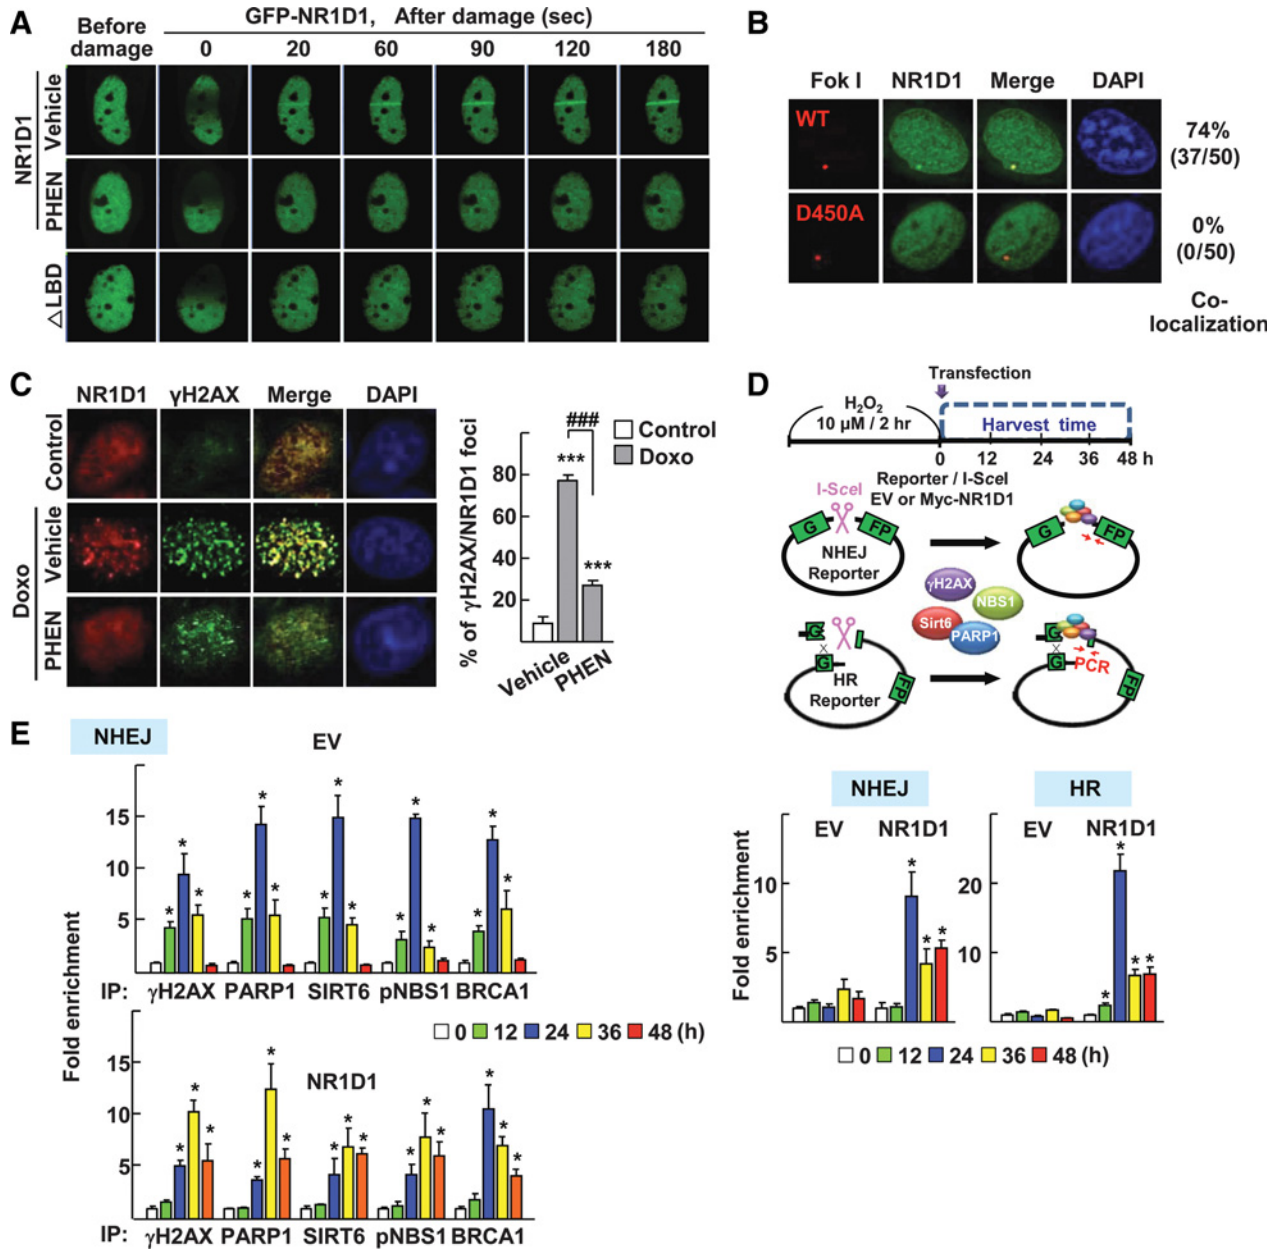 A
Before damage
GFP-NR1D1, After damage (sec)
0 20 60 90 120 180
NR1D1
Vehicle
PHEN
△LBD
B
Fok I NR1D1 Merge DAPI
WT
74%
(37/50)
D450A
0%
(0/50)
Co-
localization
C
NR1D1 γH2AX Merge DAPI
Control
Doxo
Vehicle
PHEN
% of γH2AX/NR1D1 foci
80
60
40
20
###
***
***
Control
Doxo
Vehicle
PHEN
D
Transfection
H2O2
10 µM / 2 hr
Harvest time
0 12 24 36 48 h
Reporter / I-SceI
EV or Myc-NR1D1
I-SceI
G FP
NHEJ
Reporter
G FP
γH2AX
NBS1
Sirt6
PARP1
G
x
G
HR
Reporter
FP
G
x
G
PCR
FP
NHEJ
EV NR1D1
Fold enrichment
10
5
* * *
HR
EV NR1D1
Fold enrichment
20
10
* * * *
0 12 24 36 48 (h)
E
NHEJ
EV
Fold enrichment
15
10
5
* * * * * * * * * * * * * * *
IP: γH2AX PARP1 SIRT6 pNBS1 BRCA1
0 12 24 36 48 (h)
NR1D1
15
10
5
* * * * * * * * * * * * * * *
IP: γH2AX PARP1 SIRT6 pNBS1 BRCA1